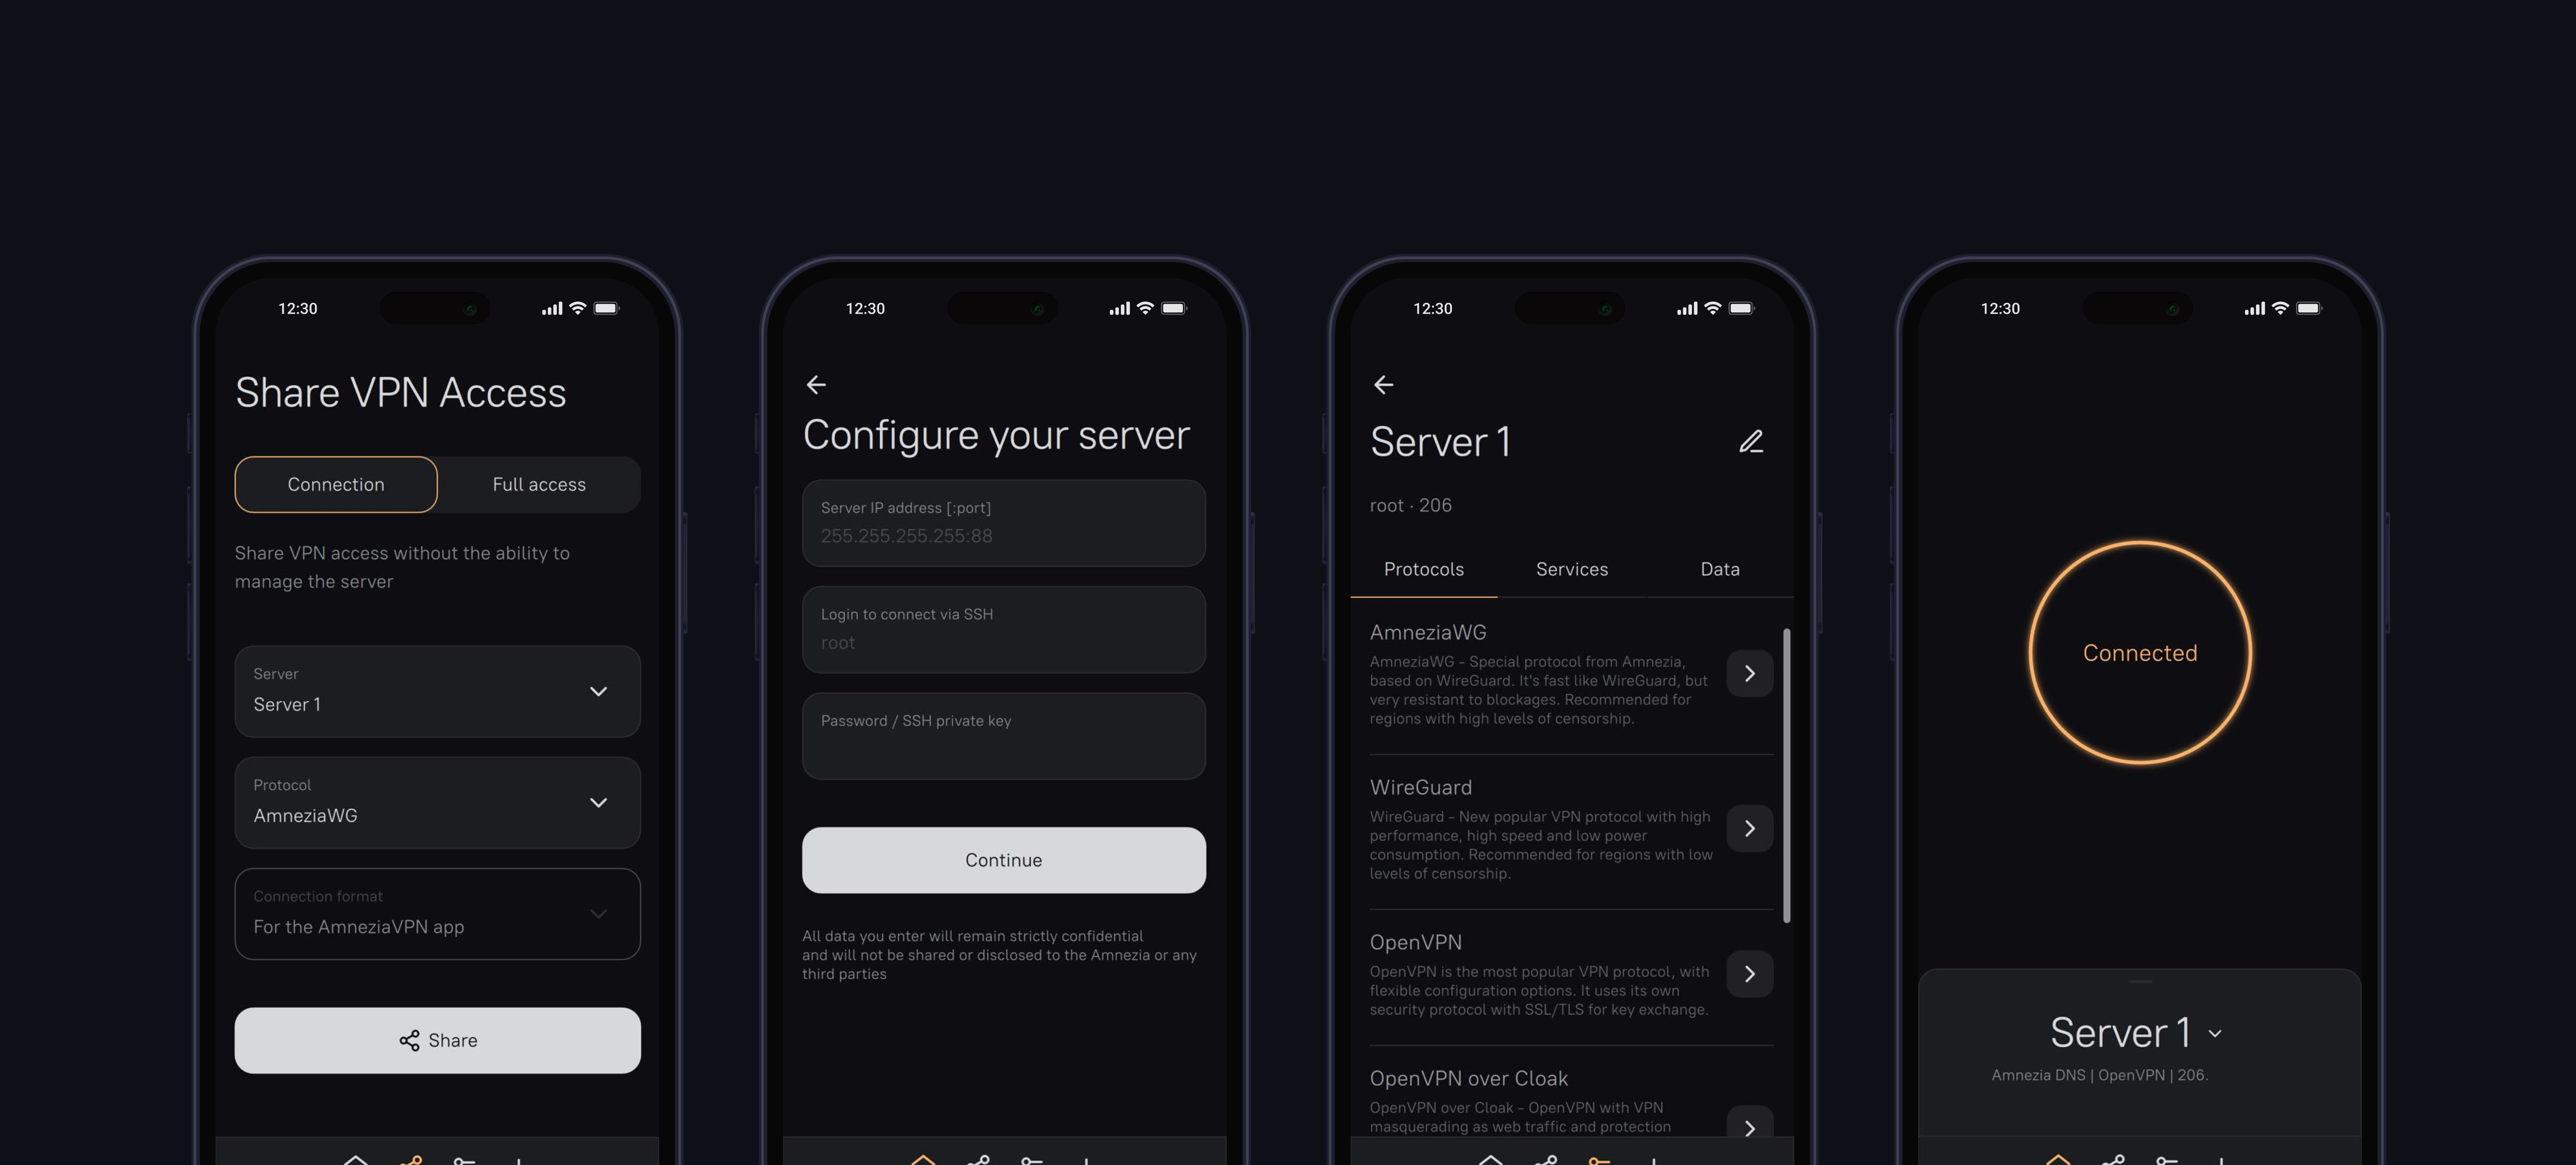 12:30
Share VPN Access
Connection
Full access
Share VPN access without the ability to
manage the server
Server
Server 1
Protocol
AmneziaWG
Connection format
For the AmneziaVPN app
Share
12:30
Configure your server
Server IP address [:port]
255.255.255.255:88
Login to connect via SSH
root
Password / SSH private key
Continue
All data you enter will remain strictly confidential
and will not be shared or disclosed to the Amnezia or any
third parties
12:30
Server 1
root · 206
Protocols
Services
Data
AmneziaWG
AmneziaWG - Special protocol from Amnezia,
based on WireGuard. It's fast like WireGuard, but
very resistant to blockages. Recommended for
regions with high levels of censorship.
WireGuard
WireGuard - New popular VPN protocol with high
performance, high speed and low power
consumption. Recommended for regions with low
levels of censorship.
OpenVPN
OpenVPN is the most popular VPN protocol, with
flexible configuration options. It uses its own
security protocol with SSL/TLS for key exchange.
OpenVPN over Cloak
OpenVPN over Cloak - OpenVPN with VPN
masquerading as web traffic and protection
12:30
Connected
Server 1
Amnezia DNS | OpenVPN | 206.